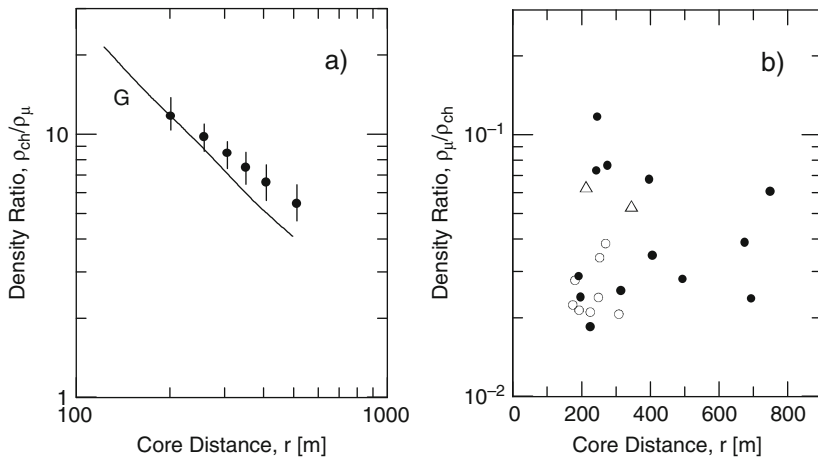 10
1
100
1000
Density Ratio, ρch/ρμ
Core Distance, r [m]
G
a)
10⁻¹
10⁻²
0
200
400
600
800
Density Ratio, ρμ/ρch
Core Distance, r [m]
b)